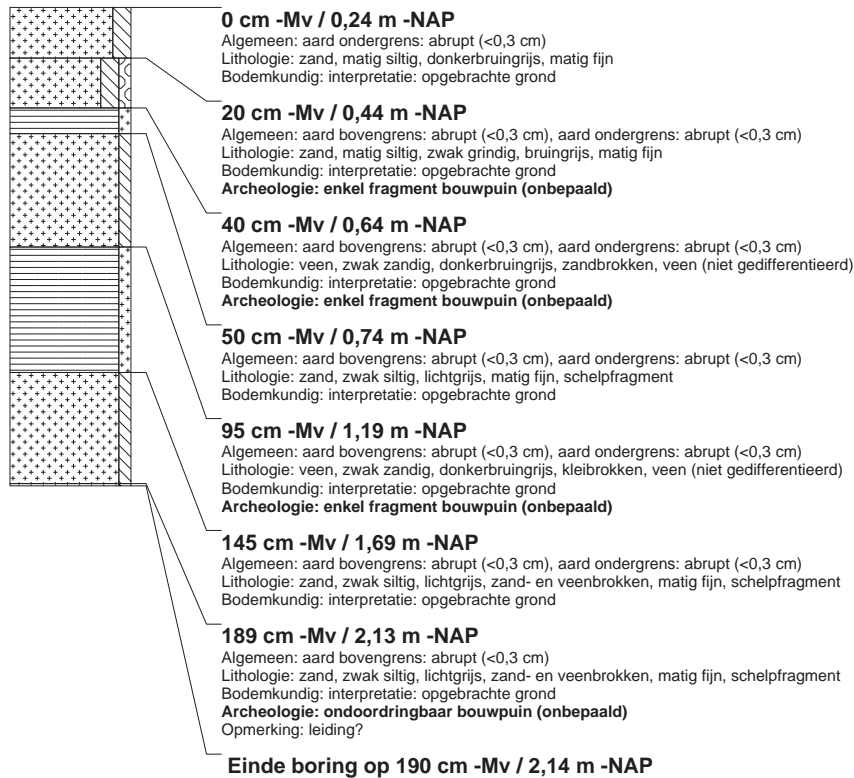 0 cm -Mv / 0,24 m -NAP
Algemeen: aard ondergrens: abrupt (<0,3 cm)
Lithologie: zand, matig siltig, donkerbruingrijs, matig fijn
Bodemkundig: interpretatie: opgebrachte grond
20 cm -Mv / 0,44 m -NAP
Algemeen: aard bovengrens: abrupt (<0,3 cm), aard ondergrens: abrupt (<0,3 cm)
Lithologie: zand, matig siltig, zwak grindig, bruingrijs, matig fijn
Bodemkundig: interpretatie: opgebrachte grond
Archeologie: enkel fragment bouwpuin (onbepaald)
40 cm -Mv / 0,64 m -NAP
Algemeen: aard bovengrens: abrupt (<0,3 cm), aard ondergrens: abrupt (<0,3 cm)
Lithologie: veen, zwak zandig, donkerbruingrijs, zandbrokken, veen (niet gedifferentieerd)
Bodemkundig: interpretatie: opgebrachte grond
Archeologie: enkel fragment bouwpuin (onbepaald)
50 cm -Mv / 0,74 m -NAP
Algemeen: aard bovengrens: abrupt (<0,3 cm), aard ondergrens: abrupt (<0,3 cm)
Lithologie: zand, zwak siltig, lichtgrijs, matig fijn, schelpfragment
Bodemkundig: interpretatie: opgebrachte grond
95 cm -Mv / 1,19 m -NAP
Algemeen: aard bovengrens: abrupt (<0,3 cm), aard ondergrens: abrupt (<0,3 cm)
Lithologie: veen, zwak zandig, donkerbruingrijs, kleibrokken, veen (niet gedifferentieerd)
Bodemkundig: interpretatie: opgebrachte grond
Archeologie: enkel fragment bouwpuin (onbepaald)
145 cm -Mv / 1,69 m -NAP
Algemeen: aard bovengrens: abrupt (<0,3 cm), aard ondergrens: abrupt (<0,3 cm)
Lithologie: zand, zwak siltig, lichtgrijs, zand- en veenbrokken, matig fijn, schelpfragment
Bodemkundig: interpretatie: opgebrachte grond
189 cm -Mv / 2,13 m -NAP
Algemeen: aard bovengrens: abrupt (<0,3 cm)
Lithologie: zand, zwak siltig, lichtgrijs, zand- en veenbrokken, matig fijn, schelpfragment
Bodemkundig: interpretatie: opgebrachte grond
Archeologie: ondoordringbaar bouwpuin (onbepaald)
Opmerking: leiding?
Einde boring op 190 cm -Mv / 2,14 m -NAP